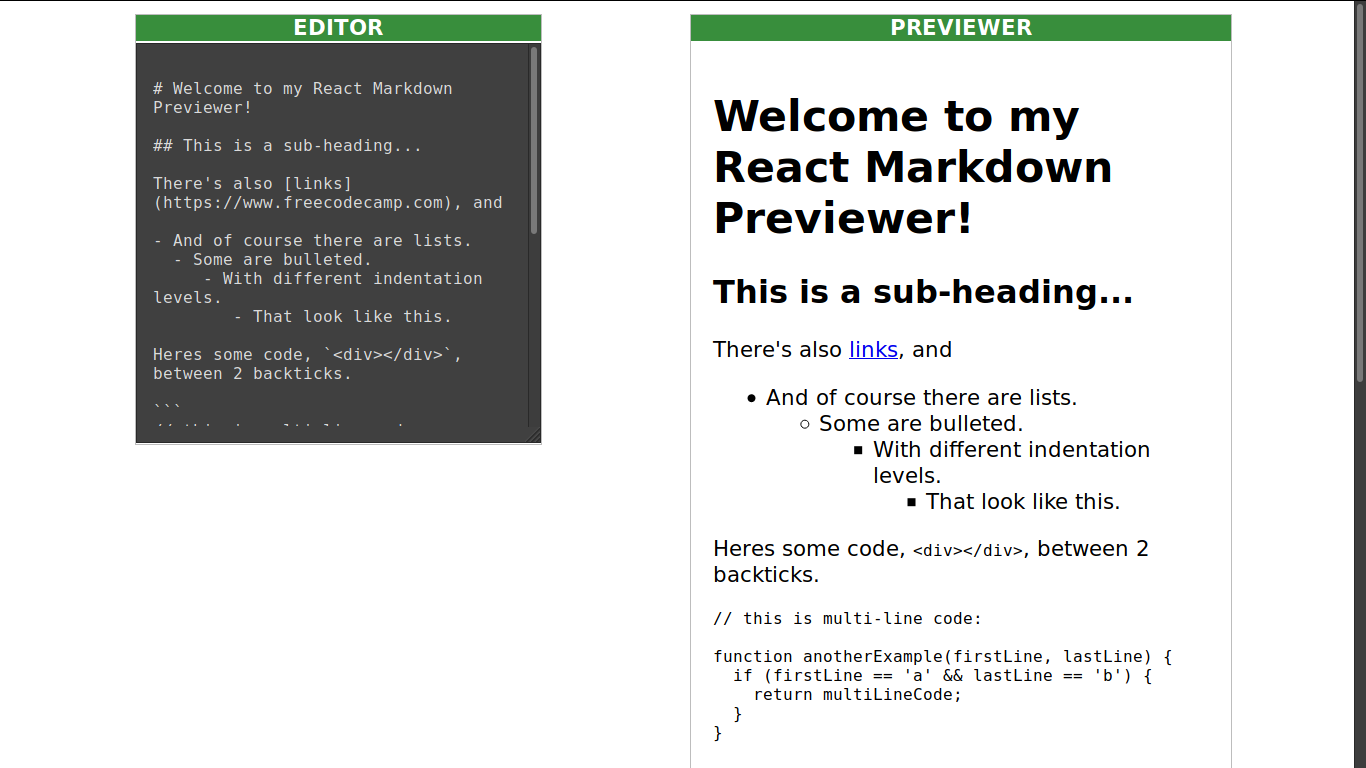 EDITOR
# Welcome to my React Markdown
Previewer!
## This is a sub-heading...
There's also [links]
(https://www.freecodecamp.com), and
- And of course there are lists.
  - Some are bulleted.
     - With different indentation
levels.
        - That look like this.
Heres some code, `<div></div>`,
between 2 backticks.
```
PREVIEWER
Welcome to my
React Markdown
Previewer!
This is a sub-heading...
There's also links, and
• And of course there are lists.
○ Some are bulleted.
▪ With different indentation
levels.
▪ That look like this.
Heres some code, <div></div>, between 2
backticks.
// this is multi-line code:
function anotherExample(firstLine, lastLine) {
  if (firstLine == 'a' && lastLine == 'b') {
    return multiLineCode;
  }
}